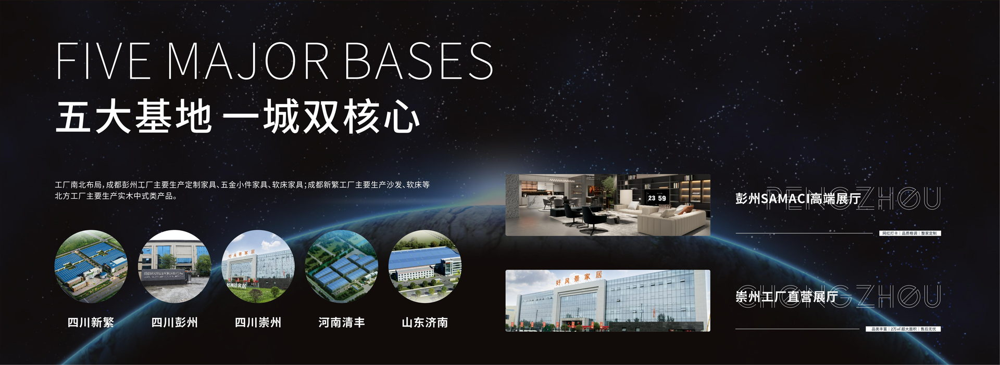 FIVE MAJOR BASES
五大基地 一城双核心
工厂南北布局，成都彭州工厂主要生产定制家具、五金小件家具、软床家具；成都新繁工厂主要生产沙发、软床等
北方工厂主要生产实木中式类产品。
四川新繁
四川彭州
好风景家居
好风景家居
四川崇州
河南清丰
山东济南
23 59
PENGZHOU
彭州SAMACI高端展厅
网红打卡｜品质格调｜整家定制
好风景家居
CHONGZHOU
崇州工厂直营展厅
品类丰富｜2万㎡超大面积｜售后无忧